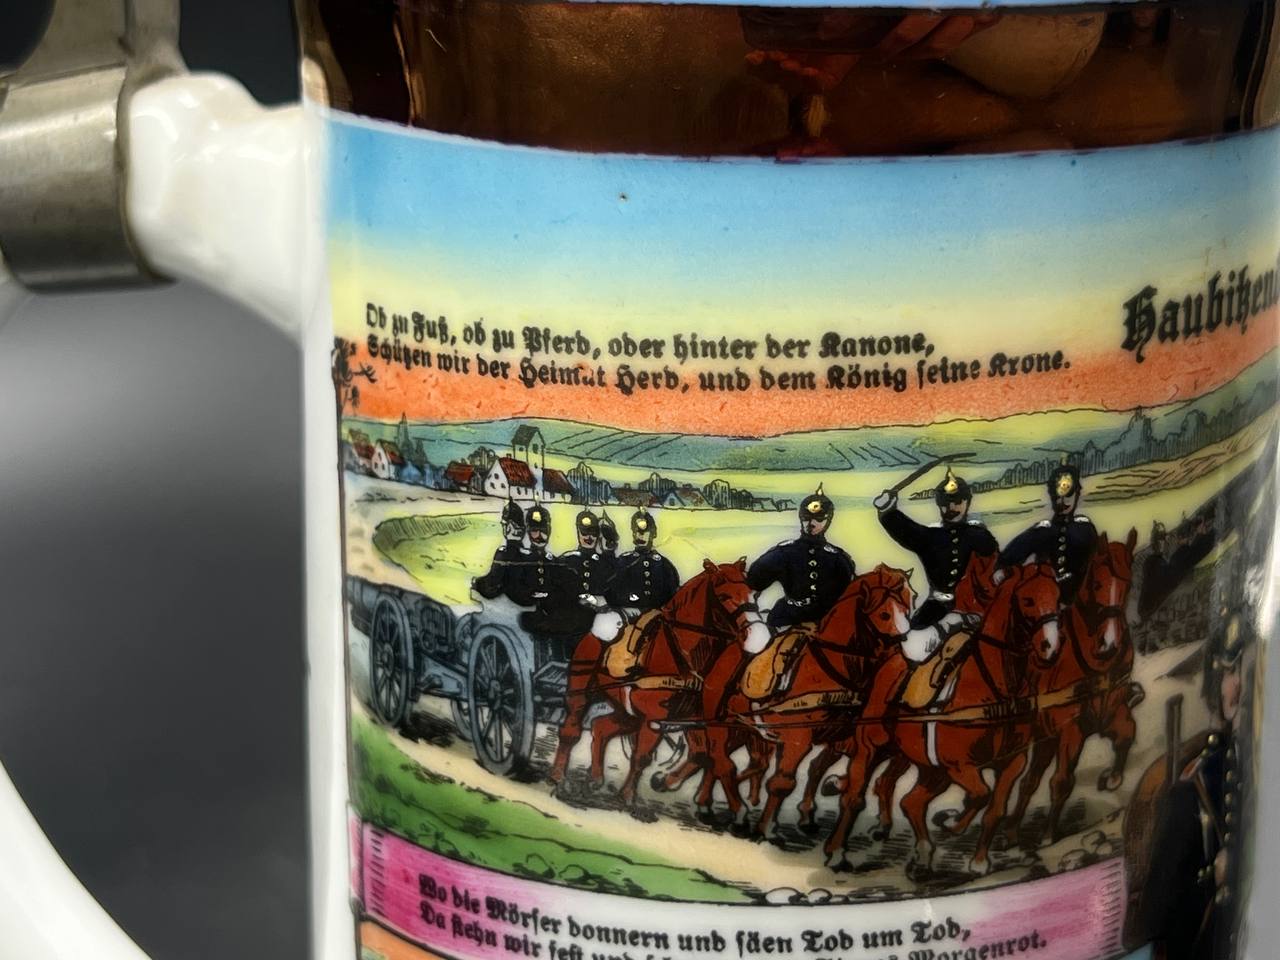 Ob zu Fuß, ob zu Pferd, oder hinter der Kanone,
Schützen wir der Heimat Herd, und dem König seine Krone.
Haubitzen
Wo die Mörser donnern und säen Tod um Tod,
Da stehn wir fest und Morgenrot.